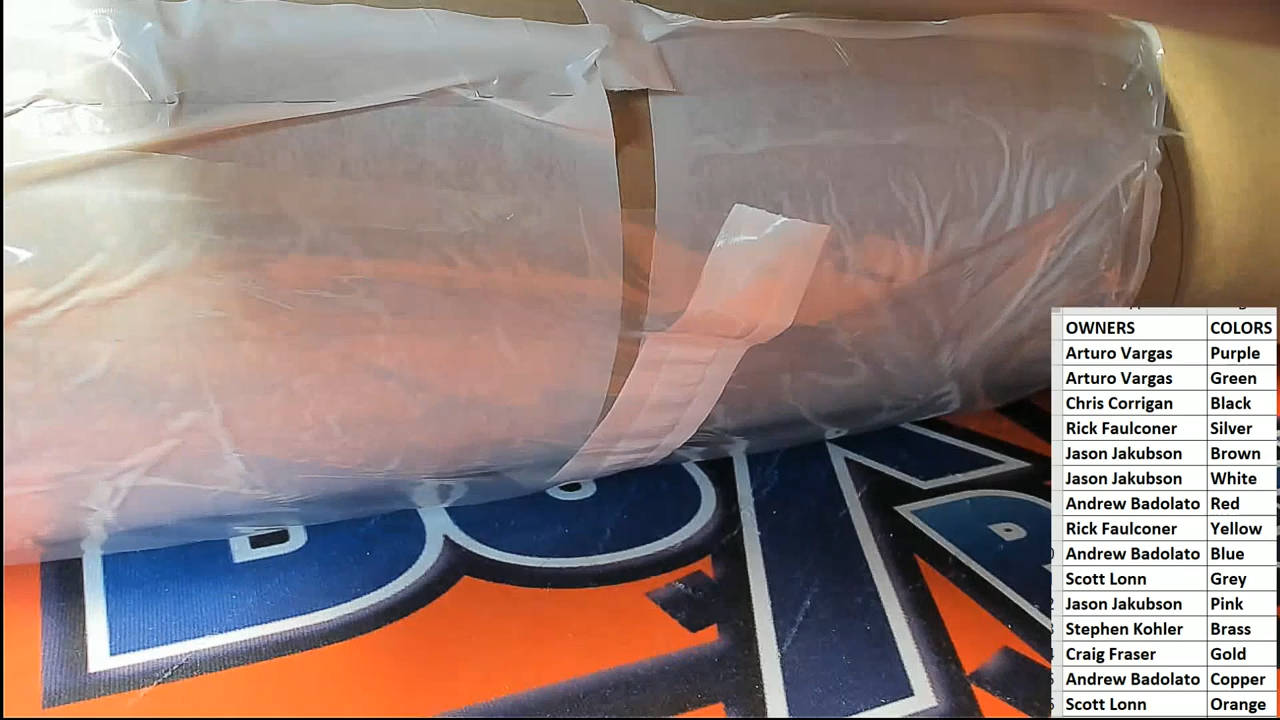 OWNERS COLORS
Arturo Vargas Purple
Arturo Vargas Green
Chris Corrigan Black
Rick Faulconer Silver
Jason Jakubson Brown
Jason Jakubson White
Andrew Badolato Red
Rick Faulconer Yellow
Andrew Badolato Blue
Scott Lonn Grey
Jason Jakubson Pink
Stephen Kohler Brass
Craig Fraser Gold
Andrew Badolato Copper
Scott Lonn Orange